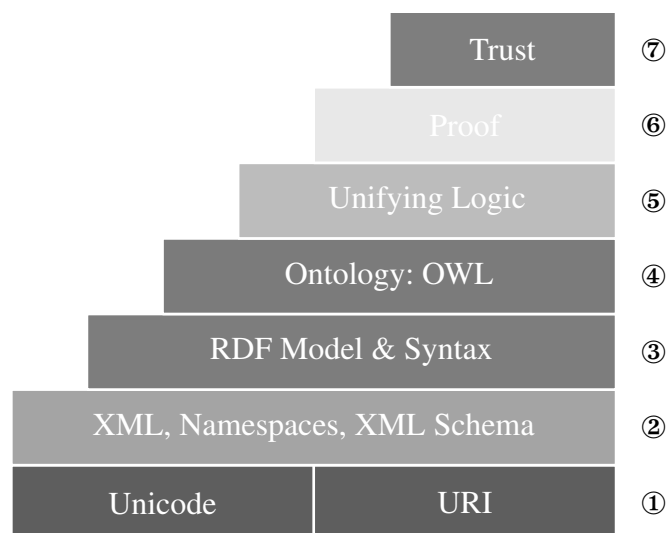 Trust ⑦
Proof ⑥
Unifying Logic ⑤
Ontology: OWL ④
RDF Model & Syntax ③
XML, Namespaces, XML Schema ②
Unicode URI ①